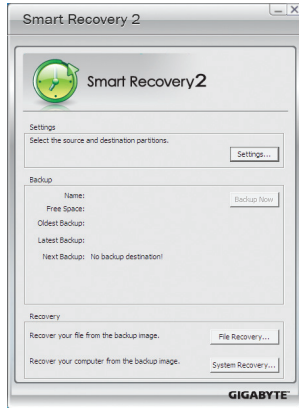 Smart Recovery 2
Smart Recovery2
Settings
Select the source and destination partitions.
Settings...
Backup
Name:
Backup Now
Free Space:
Oldest Backup:
Latest Backup:
Next Backup: No backup destination!
Recovery
Recover your file from the backup image.
File Recovery...
Recover your computer from the backup image.
System Recovery...
GIGABYTE™